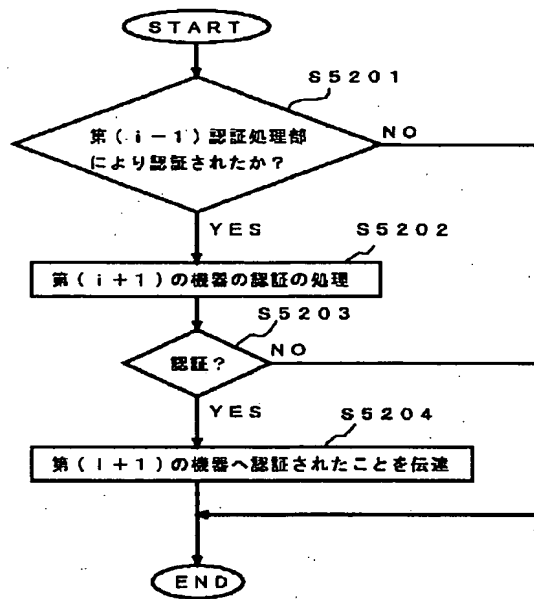 START
S5201
第(i-1)認証処理部
により認証されたか?
NO
YES
S5202
第(i+1)の機器の認証の処理
S5203
認証?
NO
YES
S5204
第(i+1)の機器へ認証されたことを伝達
END